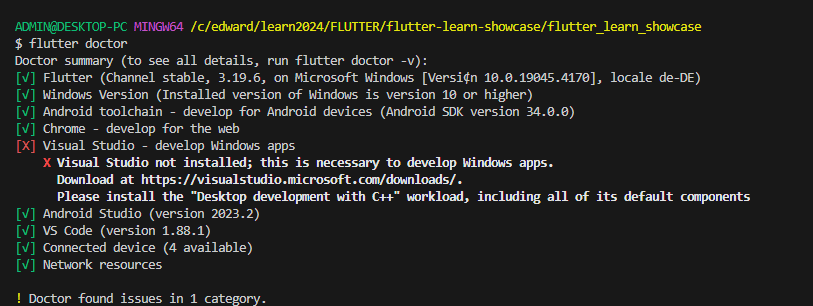 ADMIN@DESKTOP-PC MINGW64 /c/edward/learn2024/FLUTTER/flutter-learn-showcase/flutter_learn_showcase
$ flutter doctor
Doctor summary (to see all details, run flutter doctor -v):
[√] Flutter (Channel stable, 3.19.6, on Microsoft Windows [Versi¢n 10.0.19045.4170], locale de-DE)
[√] Windows Version (Installed version of Windows is version 10 or higher)
[√] Android toolchain - develop for Android devices (Android SDK version 34.0.0)
[√] Chrome - develop for the web
[X] Visual Studio - develop Windows apps
X Visual Studio not installed; this is necessary to develop Windows apps.
Download at https://visualstudio.microsoft.com/downloads/.
Please install the "Desktop development with C++" workload, including all of its default components
[√] Android Studio (version 2023.2)
[√] VS Code (version 1.88.1)
[√] Connected device (4 available)
[√] Network resources
! Doctor found issues in 1 category.